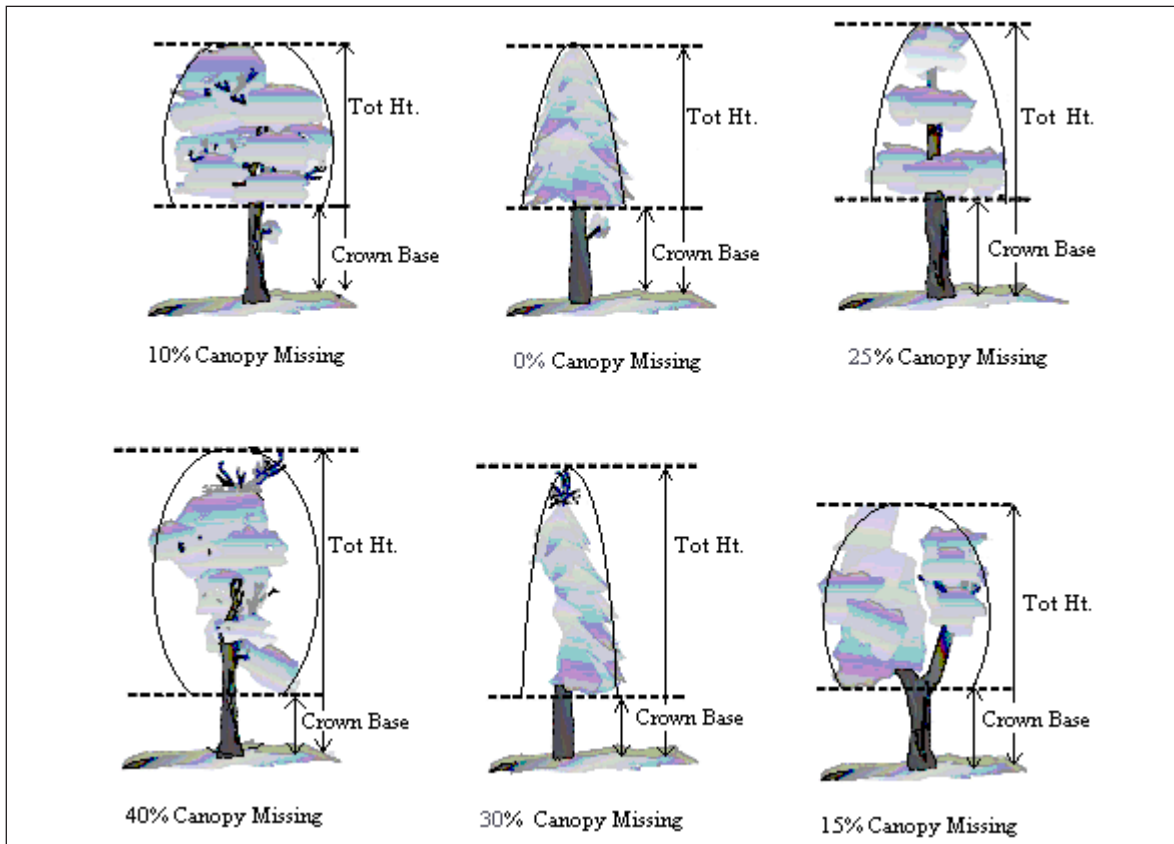 Tot Ht.
Crown Base
10% Canopy Missing
Tot Ht.
Crown Base
0% Canopy Missing
Tot Ht.
Crown Base
25% Canopy Missing
Tot Ht.
Crown Base
40% Canopy Missing
Tot Ht.
Crown Base
30% Canopy Missing
Tot Ht.
Crown Base
15% Canopy Missing